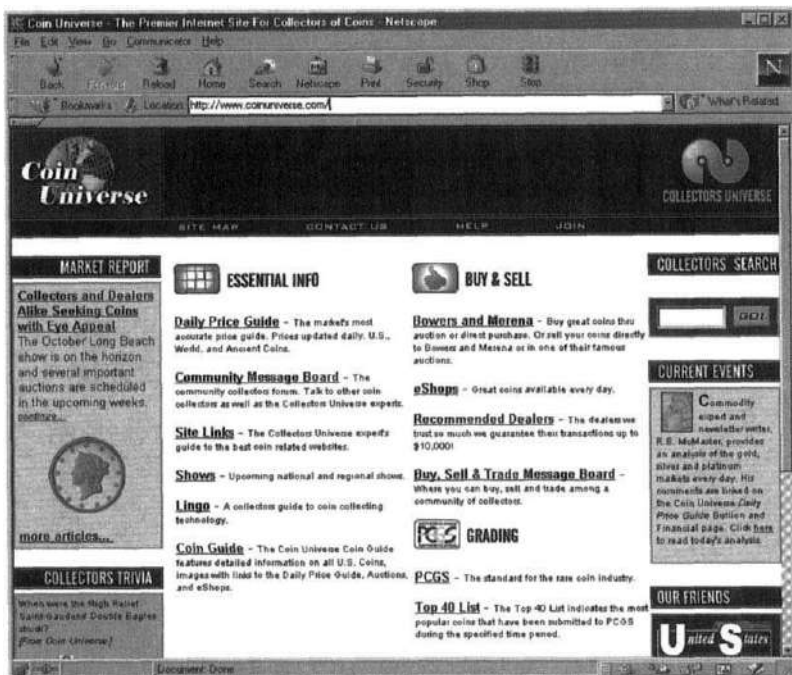 Coin Universe - The Premier Internet Site For Collectors of Coins - Netscape
File Edit View Go Communicator Help
Back Forward Reload Home Search Netscape Print Security Shop Stop
N
Bookmarks Location: http://www.coinuniverse.com/ What's Related
Coin
Universe
COLLECTORS UNIVERSE
SITE MAP CONTACT US HELP JOIN
MARKET REPORT
Collectors and Dealers
Alike Seeking Coins
with Eye Appeal
The October Long Beach
show is on the horizon
and several important
auctions are scheduled
in the upcoming weeks.
continue...
more articles...
COLLECTORS TRIVIA
When were the High Relief
Saint-Gaudens Double Eagles
struck?
[From Coin Universe]
ESSENTIAL INFO
Daily Price Guide - The market's most
accurate price guide. Prices updated daily. U.S.,
World, and Ancient Coins.
Community Message Board - The
community collectors forum. Talk to other coin
collectors as well as the Collectors Universe experts.
Site Links - The Collectors Universe experts
guide to the best coin related websites.
Shows - Upcoming national and regional shows.
Lingo - A collectors guide to coin collecting
technology.
Coin Guide - The Coin Universe Coin Guide
features detailed information on all U.S. Coins,
images with links to the Daily Price Guide, Auctions,
and eShops.
BUY & SELL
Bowers and Merena - Buy great coins thru
auction or direct purchase. Or sell your coins directly
to Bowers and Merena or in one of their famous
auctions.
eShops - Great coins available every day.
Recommended Dealers - The dealers we
trust so much we guarantee their transactions up to
$10,000!
Buy, Sell & Trade Message Board -
Where you can buy, sell and trade among a
community of collectors.
PCGS GRADING
PCGS - The standard for the rare coin industry.
Top 40 List - The Top 40 List indicates the most
popular coins that have been submitted to PCGS
during the specified time period.
COLLECTORS SEARCH
GO!
CURRENT EVENTS
Commodity
expert and
newsletter writer,
R.E. McMaster, provides
an analysis of the gold,
silver and platinum
markets every day. His
comments are linked on
the Coin Universe Daily
Price Guide Bullion and
Financial page. Click here
to read today's analysis
OUR FRIENDS
United States
Document: Done